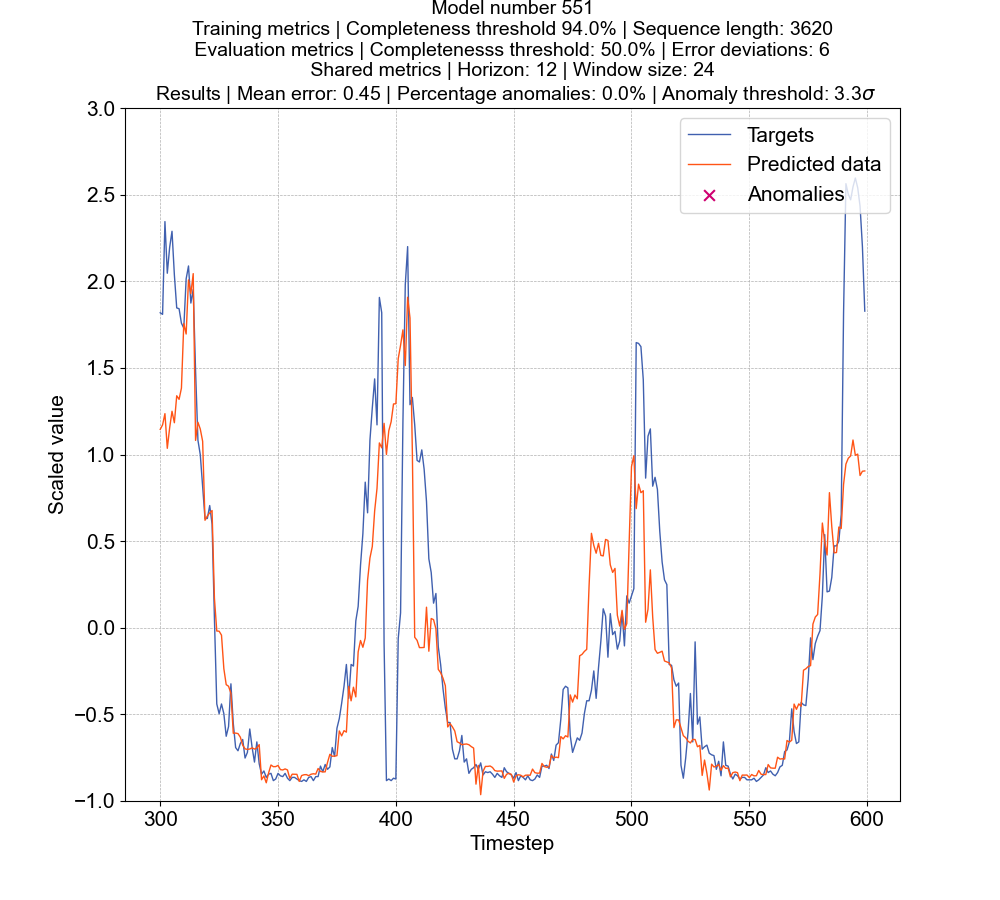 Model number 551
Training metrics | Completeness threshold 94.0% | Sequence length: 3620
Evaluation metrics | Completenesss threshold: 50.0% | Error deviations: 6
Shared metrics | Horizon: 12 | Window size: 24
Results | Mean error: 0.45 | Percentage anomalies: 0.0% | Anomaly threshold: 3.3σ
3.0
2.5
2.0
1.5
1.0
0.5
0.0
−0.5
−1.0
Scaled value
Targets
Predicted data
Anomalies
300 350 400 450 500 550 600
Timestep